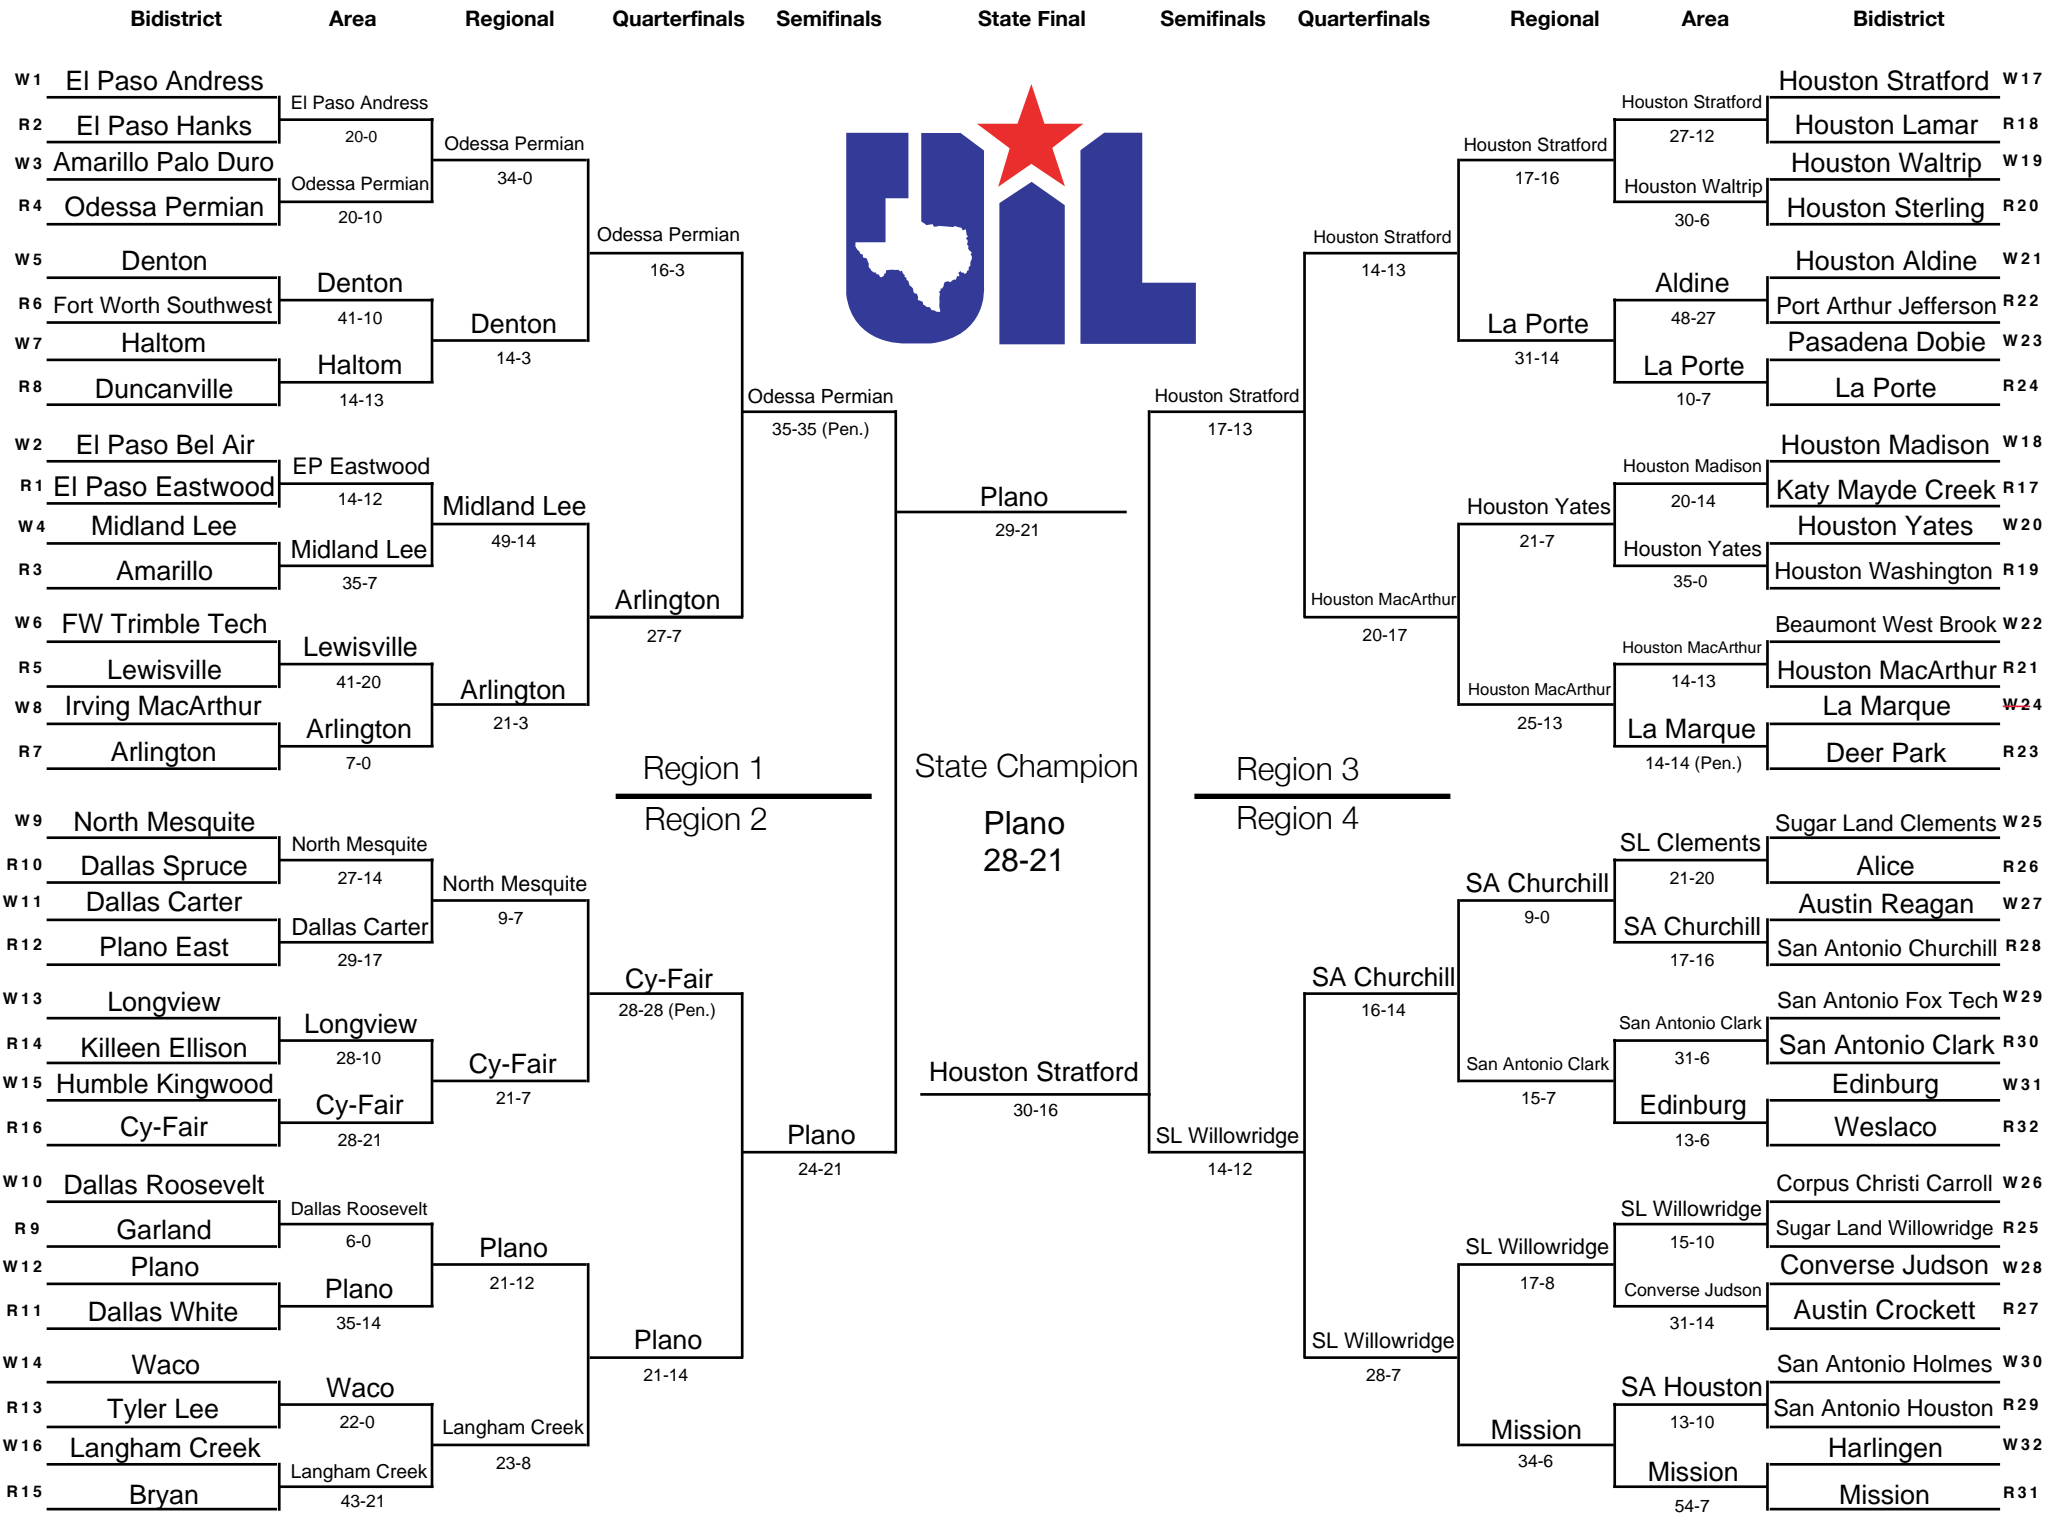 Bidistrict Area Regional Quarterfinals Semifinals State Final Semifinals Quarterfinals Regional Area Bidistrict
W1 El Paso Andress
El Paso Andress
R2 El Paso Hanks
20-0
Odessa Permian
34-0
W3 Amarillo Palo Duro
Odessa Permian
R4 Odessa Permian
20-10
Odessa Permian
16-3
W5 Denton
Denton
R6 Fort Worth Southwest
41-10
Denton
14-3
W7 Haltom
Haltom
R8 Duncanville
14-13
Odessa Permian
35-35 (Pen.)
W2 El Paso Bel Air
EP Eastwood
R1 El Paso Eastwood
14-12
Midland Lee
49-14
W4 Midland Lee
Midland Lee
R3 Amarillo
35-7
Arlington
27-7
W6 FW Trimble Tech
Lewisville
R5 Lewisville
41-20
Arlington
21-3
W8 Irving MacArthur
Arlington
R7 Arlington
7-0
Region 1
Region 2
W9 North Mesquite
North Mesquite
R10 Dallas Spruce
27-14
North Mesquite
9-7
W11 Dallas Carter
Dallas Carter
R12 Plano East
29-17
Cy-Fair
28-28 (Pen.)
W13 Longview
Longview
R14 Killeen Ellison
28-10
Cy-Fair
21-7
W15 Humble Kingwood
Cy-Fair
R16 Cy-Fair
28-21
Plano
24-21
W10 Dallas Roosevelt
Dallas Roosevelt
R9 Garland
6-0
Plano
21-12
W12 Plano
Plano
R11 Dallas White
35-14
Plano
21-14
W14 Waco
Waco
R13 Tyler Lee
22-0
Langham Creek
23-8
W16 Langham Creek
Langham Creek
R15 Bryan
43-21
UIL
Plano
29-21
State Champion
Plano
28-21
Houston Stratford
30-16
Houston Stratford W17
Houston Stratford
Houston Lamar R18
27-12
Houston Stratford
17-16
Houston Waltrip W19
Houston Waltrip
Houston Sterling R20
30-6
Houston Stratford
14-13
Houston Aldine W21
Aldine
Port Arthur Jefferson R22
48-27
La Porte
31-14
Pasadena Dobie W23
La Porte
La Porte R24
10-7
Houston Stratford
17-13
Houston Madison W18
Houston Madison
Katy Mayde Creek R17
20-14
Houston Yates
21-7
Houston Yates W20
Houston Yates
Houston Washington R19
35-0
Houston MacArthur
20-17
Beaumont West Brook W22
Houston MacArthur
Houston MacArthur R21
14-13
Houston MacArthur
25-13
La Marque W24
La Marque
Deer Park R23
14-14 (Pen.)
Region 3
Region 4
Sugar Land Clements W25
SL Clements
Alice R26
21-20
SA Churchill
9-0
Austin Reagan W27
SA Churchill
San Antonio Churchill R28
17-16
SA Churchill
16-14
San Antonio Fox Tech W29
San Antonio Clark
San Antonio Clark R30
31-6
San Antonio Clark
15-7
Edinburg W31
Edinburg
Weslaco R32
13-6
SL Willowridge
14-12
Corpus Christi Carroll W26
SL Willowridge
Sugar Land Willowridge R25
15-10
SL Willowridge
17-8
Converse Judson W28
Converse Judson
Austin Crockett R27
31-14
SL Willowridge
28-7
San Antonio Holmes W30
SA Houston
San Antonio Houston R29
13-10
Mission
34-6
Harlingen W32
Mission
Mission R31
54-7